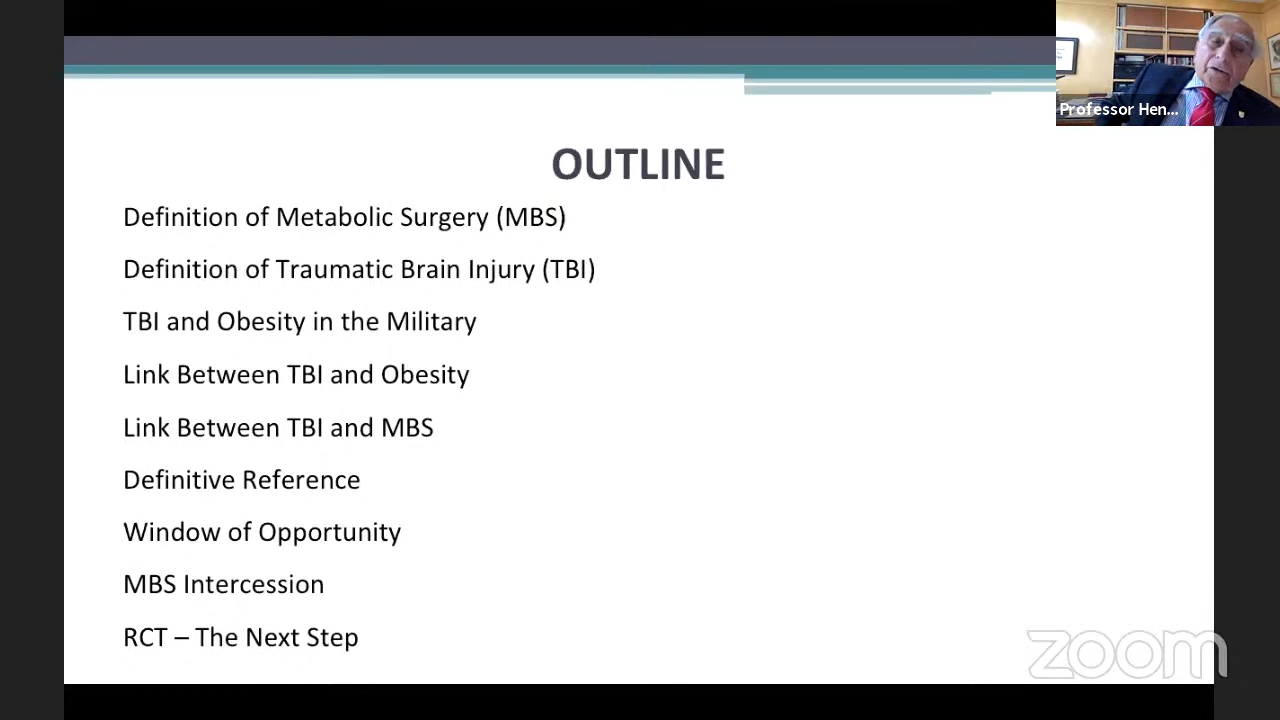 Professor Hen...
OUTLINE
Definition of Metabolic Surgery (MBS)
Definition of Traumatic Brain Injury (TBI)
TBI and Obesity in the Military
Link Between TBI and Obesity
Link Between TBI and MBS
Definitive Reference
Window of Opportunity
MBS Intercession
RCT – The Next Step
zoom